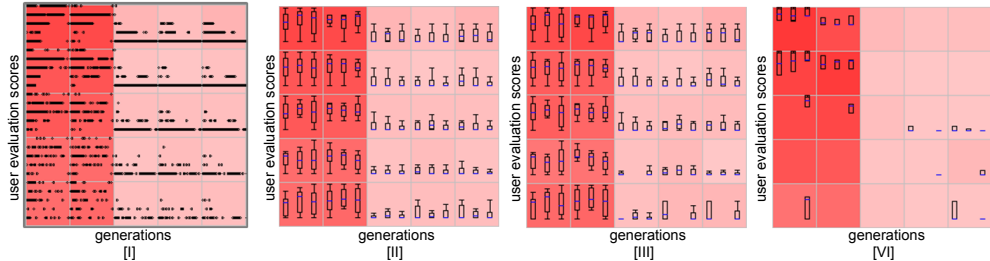 user evaluation scores
generations
[I]
user evaluation scores
generations
[II]
user evaluation scores
generations
[III]
user evaluation scores
generations
[VI]